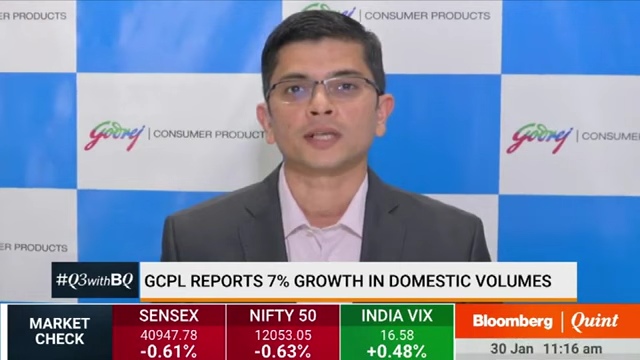 CONSUMER PRODUCTS
Godrej | CONSUMER PRODUCTS
Godrej | CONSUMER PRODUCT
Godrej | CONSUMER
R PRODUCTS
#Q3withBQ GCPL REPORTS 7% GROWTH IN DOMESTIC VOLUMES
MARKET CHECK
SENSEX
40947.78
-0.61%
NIFTY 50
12053.05
-0.63%
INDIA VIX
16.58
+0.48%
Bloomberg | Quint
30 Jan 11:16 am